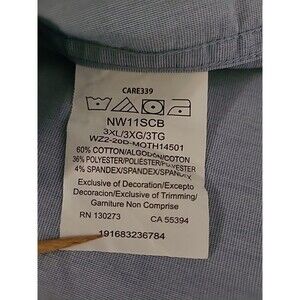 CARE339
NW11SCB
3XL/3XG/3TG
WZ2-20D-MOTH14501
60% COTTON/ALGODÓN/COTON
36% POLYESTER/POLIÉSTER/POLYESTER
4% SPANDEX/SPANDEX/SPANDEX
Exclusive of Decoration/Excepto
Decoracion/Exclusive of Trimming/
Garniture Non Comprise
RN 130273 CA 55394
191683236784